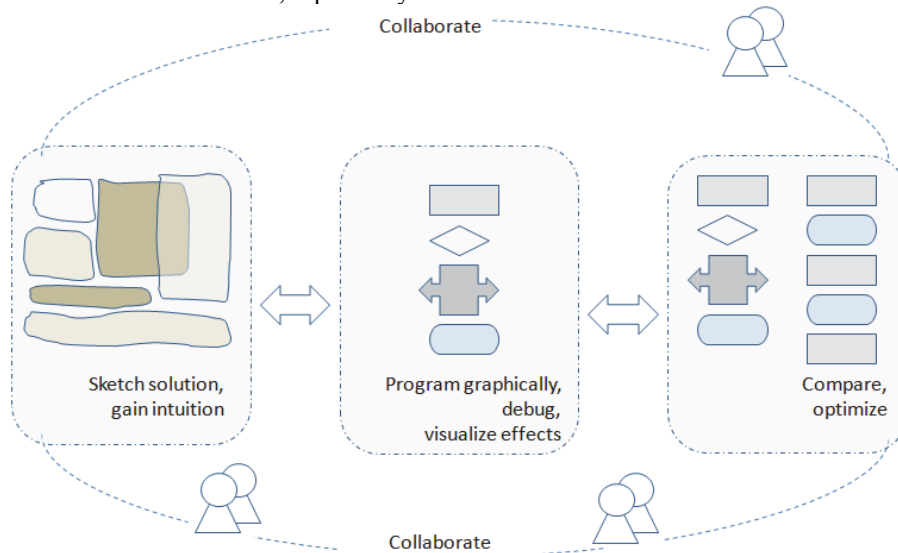 Collaborate
Sketch solution,
gain intuition
Program graphically,
debug,
visualize effects
Compare,
optimize
Collaborate